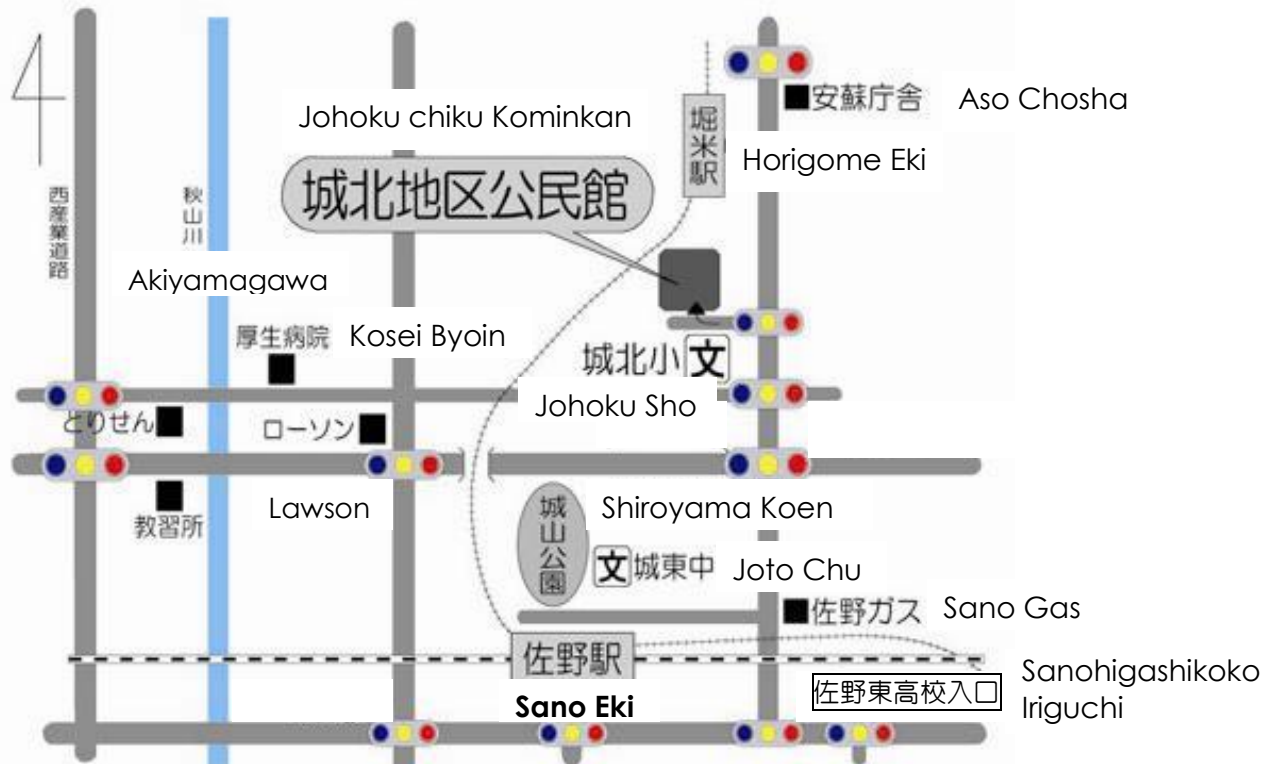 安蘇庁舎 Aso Chosha
Johoku chiku Kominkan
堀米駅
Horigome Eki
城北地区公民館
西産業道路
秋山川
Akiyamagawa
厚生病院 Kosei Byoin
城北小 文
Johoku Sho
とりせん
ローソン
Lawson
教習所
城山公園
Shiroyama Koen
文 城東中 Joto Chu
佐野ガス Sano Gas
佐野駅
Sano Eki
佐野東高校入口
Sanohigashikoko
Iriguchi